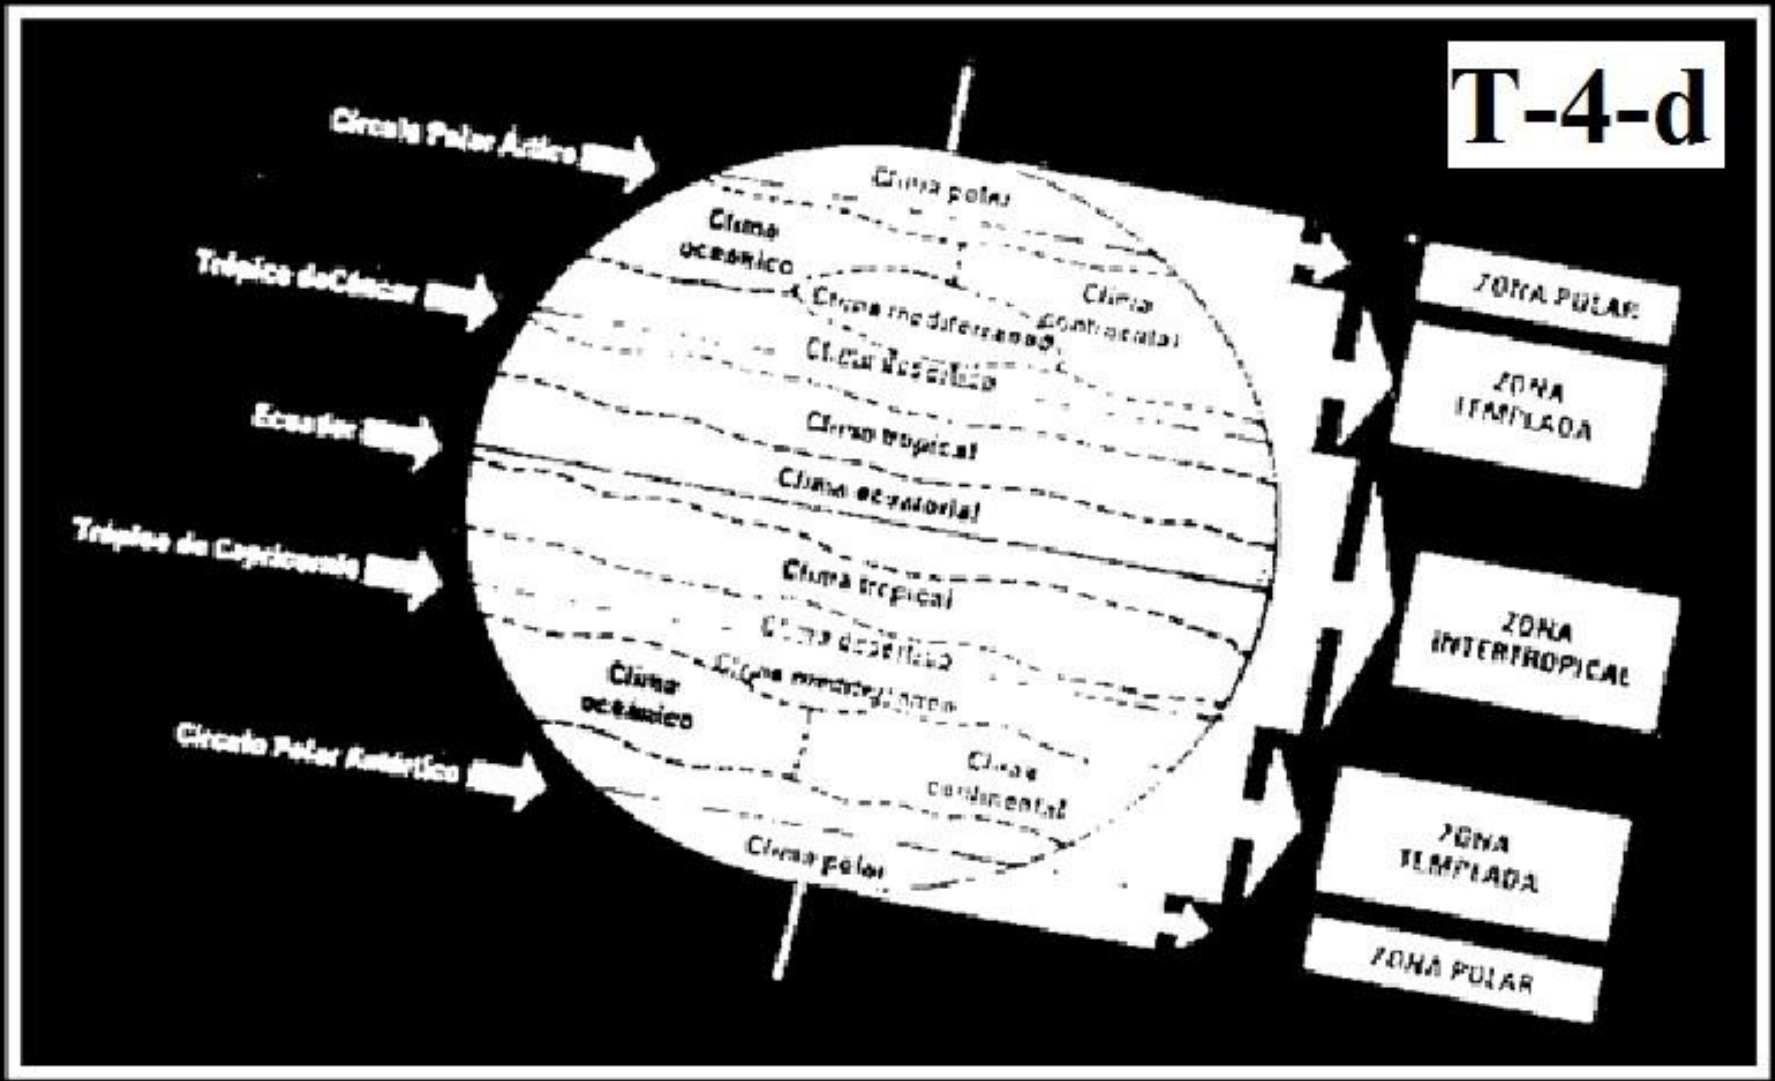 T-4-d
Círculo Polar Ártico
Trópico deCáncer
Ecuador
Trópico de Capricornio
Círculo Polar Antártico
Clima polar
Clima
oceánico
Clima mediterraneo
Clima
continental
Clima desértico
Clima tropical
Clima ecuatorial
Clima tropical
Clima desértico
Clima mediterraneo
Clima
oceánico
Clima
continental
Clima polar
ZONA POLAR
ZONA
TEMPLADA
ZONA
INTERTROPICAL
ZONA
TEMPLADA
ZONA POLAR